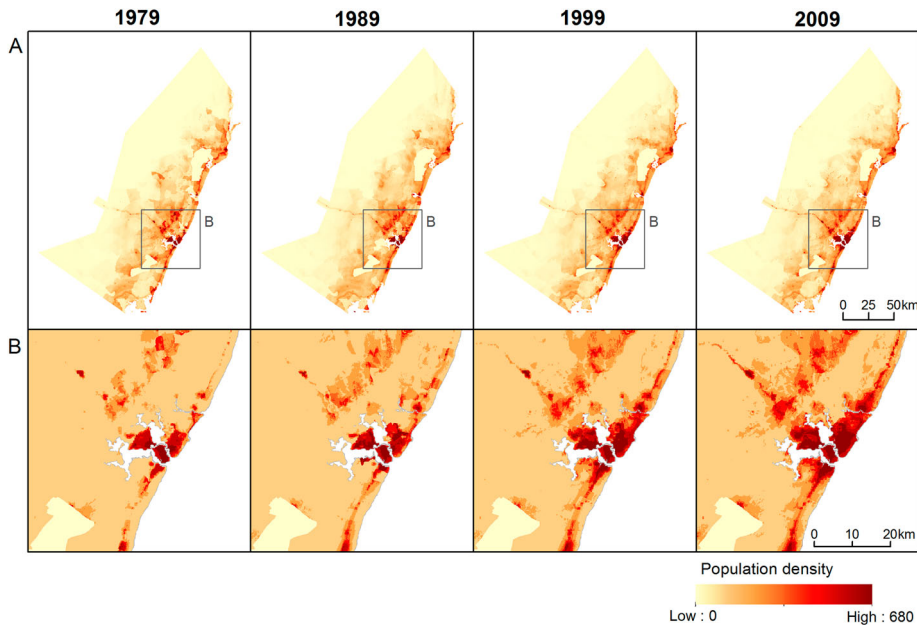 1979 1989 1999 2009
A
B B B B
0 25 50km
B
0 10 20km
Population density
Low : 0 High : 680